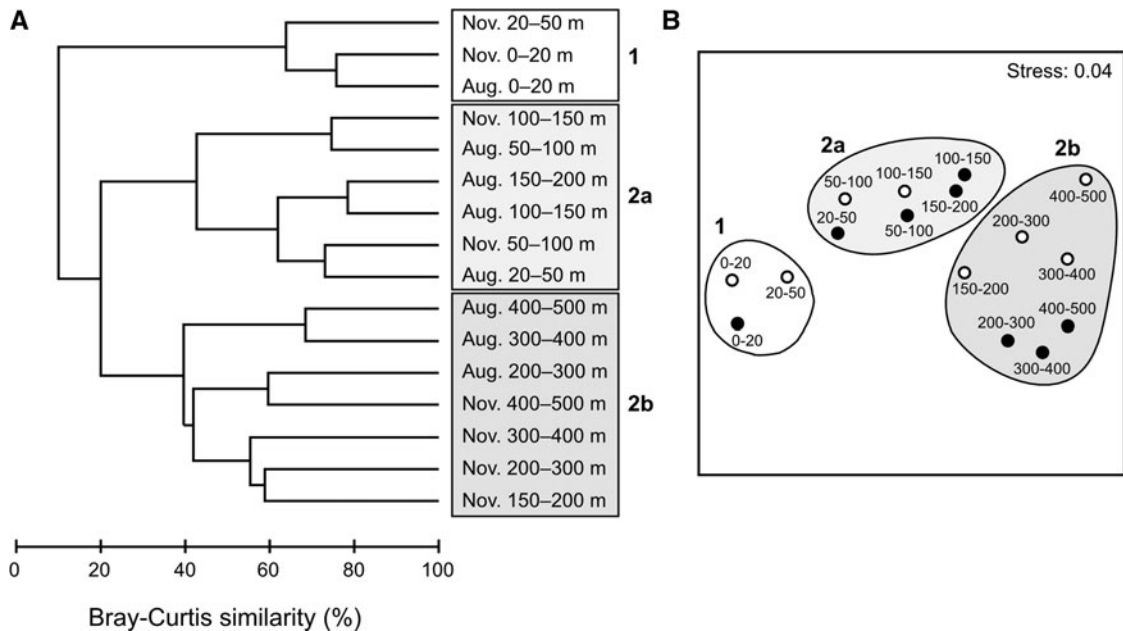 A
Nov. 20–50 m
Nov. 0–20 m
Aug. 0–20 m
1
Nov. 100–150 m
Aug. 50–100 m
Aug. 150–200 m
Aug. 100–150 m
Nov. 50–100 m
Aug. 20–50 m
2a
Aug. 400–500 m
Aug. 300–400 m
Aug. 200–300 m
Nov. 400–500 m
Nov. 300–400 m
Nov. 200–300 m
Nov. 150–200 m
2b
0 20 40 60 80 100
Bray-Curtis similarity (%)
B
Stress: 0.04
2a
100-150
100-150
50-100
150-200
20-50
50-100
2b
400-500
200-300
300-400
150-200
400-500
200-300
300-400
1
0-20
20-50
0-20